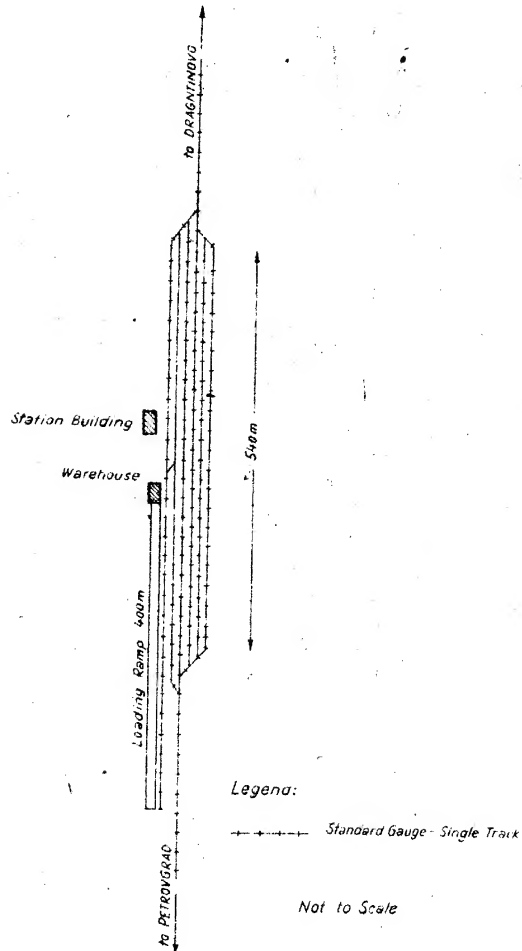 to DRAGNTINOVO
Station Building
540m
Warehouse
Loading Ramp 400m
Legend:
Standard Gauge - Single Track
to PETROVGRAD
Not to Scale